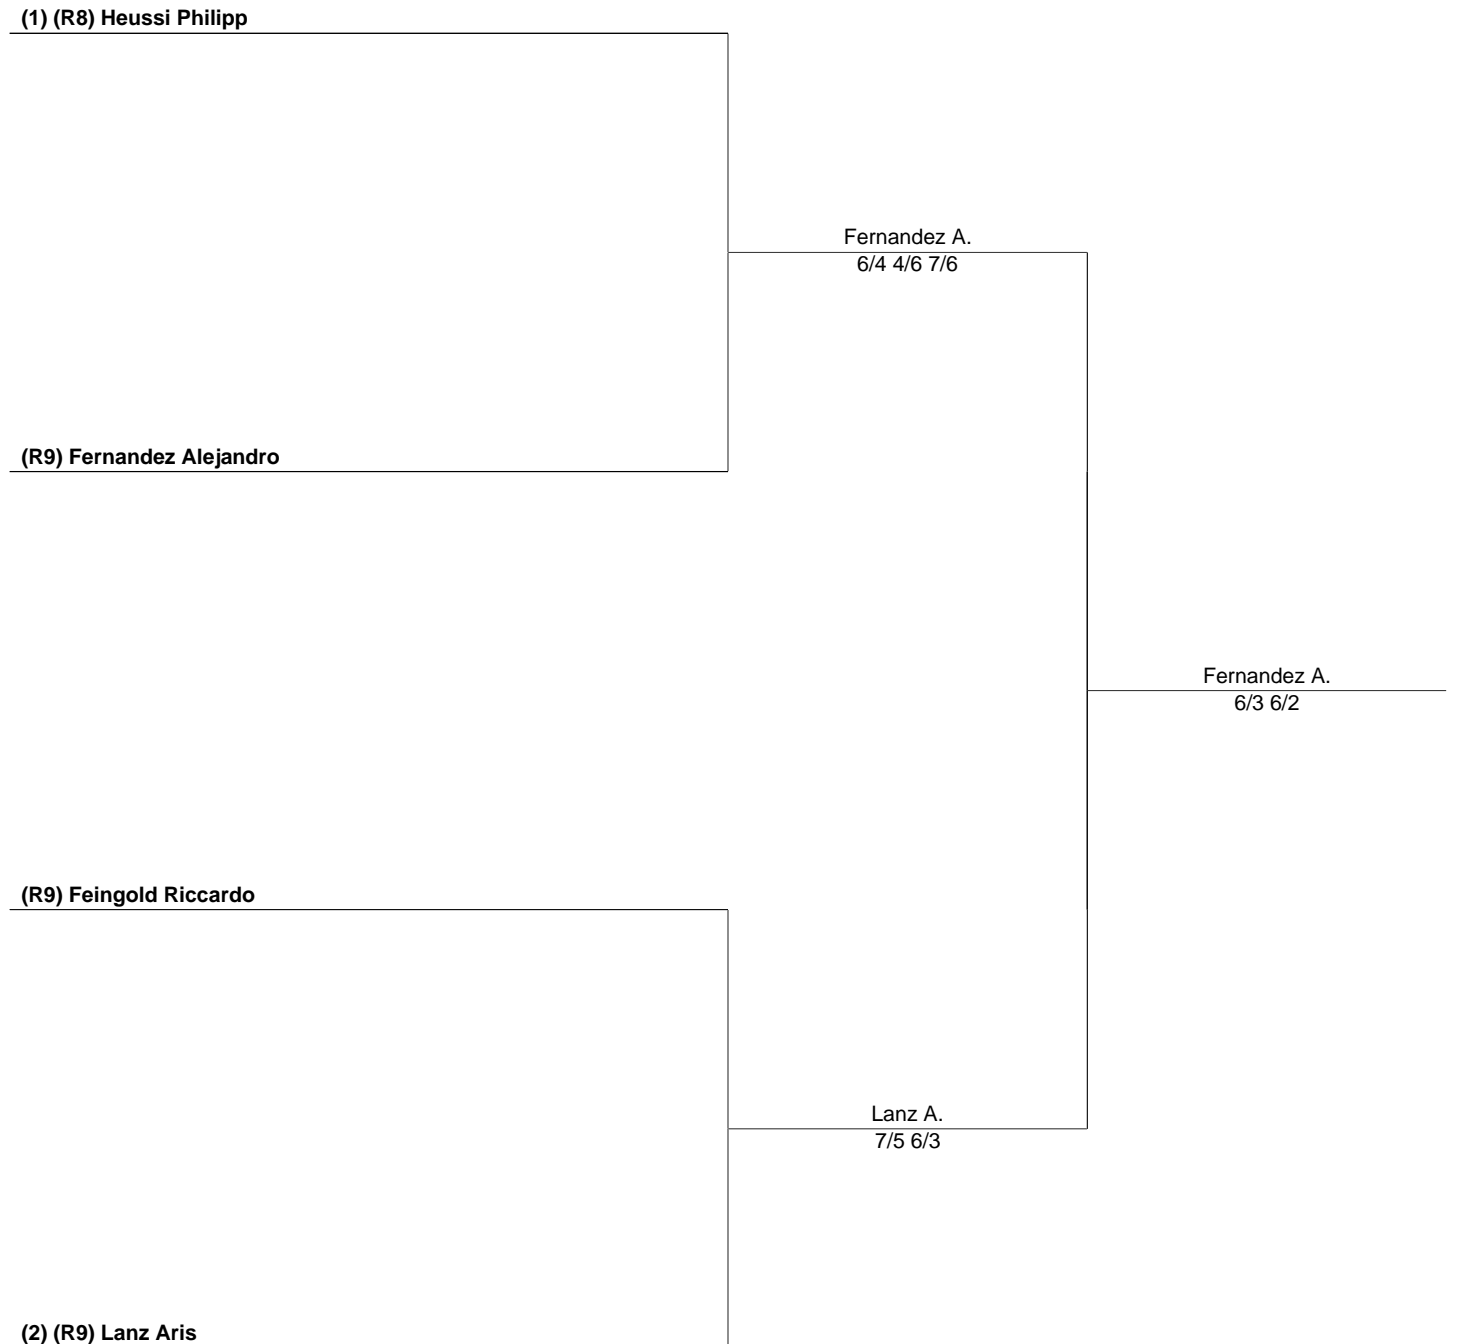 (1) (R8) Heussi Philipp
Fernandez A.
6/4 4/6 7/6
(R9) Fernandez Alejandro
Fernandez A.
6/3 6/2
(R9) Feingold Riccardo
Lanz A.
7/5 6/3
(2) (R9) Lanz Aris